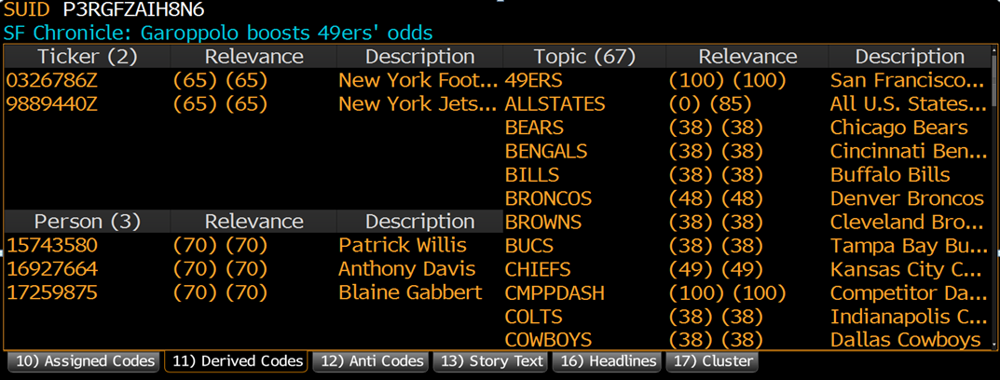 SUID P3RGFZAIH8N6
SF Chronicle: Garoppolo boosts 49ers' odds
Ticker (2) Relevance Description Topic (67) Relevance Description
0326786Z (65) (65) New York Foot... 49ERS (100) (100) San Francisco...
9889440Z (65) (65) New York Jets... ALLSTATES (0) (85) All U.S. States...
BEARS (38) (38) Chicago Bears
BENGALS (38) (38) Cincinnati Ben...
BILLS (38) (38) Buffalo Bills
BRONCOS (48) (48) Denver Broncos
Person (3) Relevance Description BROWNS (38) (38) Cleveland Bro...
15743580 (70) (70) Patrick Willis BUCS (38) (38) Tampa Bay Bu...
16927664 (70) (70) Anthony Davis CHIEFS (49) (49) Kansas City C...
17259875 (70) (70) Blaine Gabbert CMPPDASH (100) (100) Competitor Da...
COLTS (38) (38) Indianapolis C...
COWBOYS (38) (38) Dallas Cowboys
10) Assigned Codes 11) Derived Codes 12) Anti Codes 13) Story Text 16) Headlines 17) Cluster